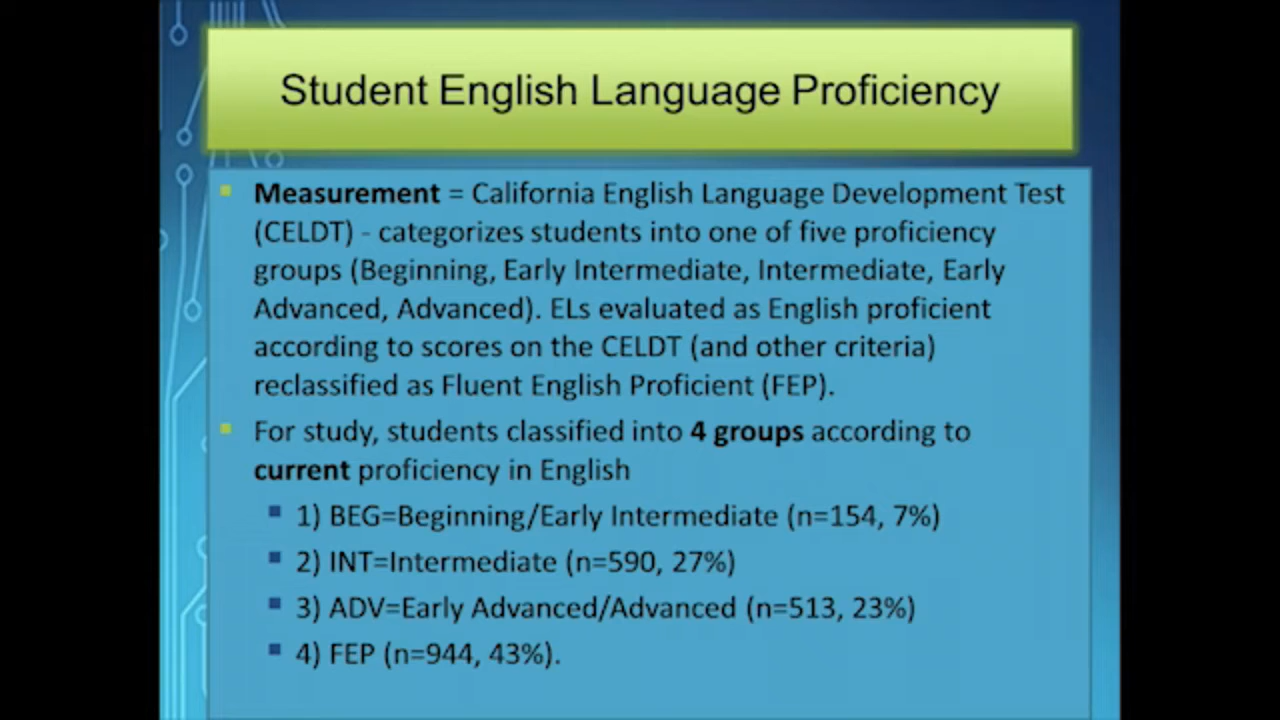 Student English Language Proficiency
Measurement = California English Language Development Test
(CELDT) - categorizes students into one of five proficiency
groups (Beginning, Early Intermediate, Intermediate, Early
Advanced, Advanced). ELs evaluated as English proficient
according to scores on the CELDT (and other criteria)
reclassified as Fluent English Proficient (FEP).
For study, students classified into 4 groups according to
current proficiency in English
1) BEG=Beginning/Early Intermediate (n=154, 7%)
2) INT=Intermediate (n=590, 27%)
3) ADV=Early Advanced/Advanced (n=513, 23%)
4) FEP (n=944, 43%).